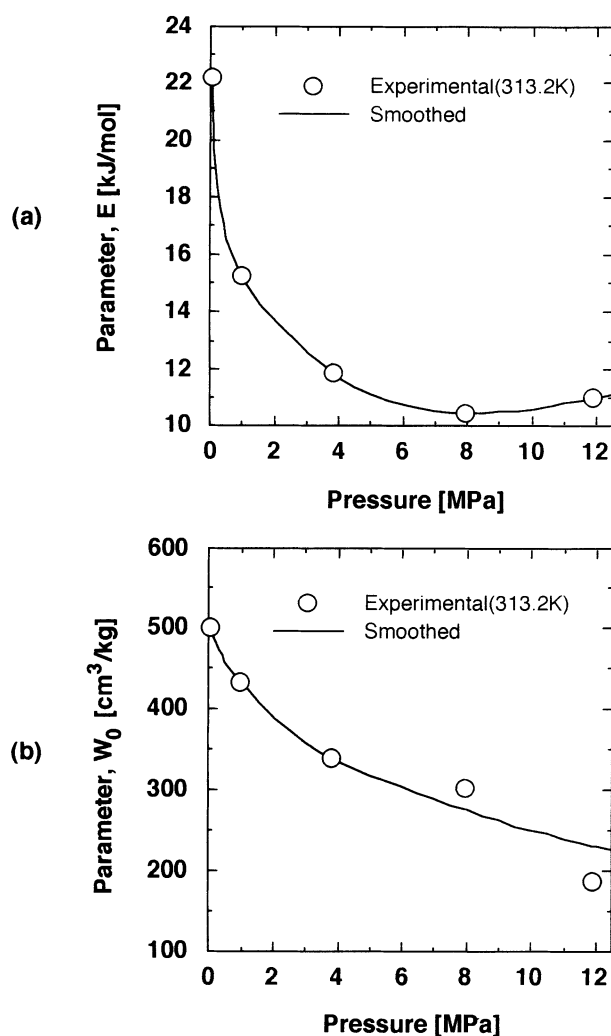 (a)
Parameter, E [kJ/mol]
24
22
20
18
16
14
12
10
Experimental(313.2K)
Smoothed
0 2 4 6 8 10 12
Pressure [MPa]
(b)
Parameter, W0 [cm³/kg]
600
500
400
300
200
100
Experimental(313.2K)
Smoothed
0 2 4 6 8 10 12
Pressure [MPa]